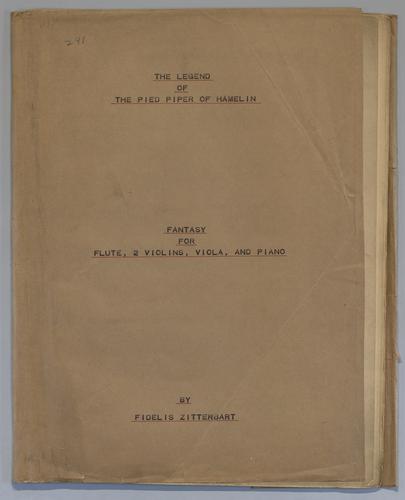 241
THE LEGEND
OF
THE PIED PIPER OF HAMELIN
FANTASY
FOR
FLUTE, 2 VIOLINS, VIOLA, AND PIANO
BY
FIDELIS ZITTERBART